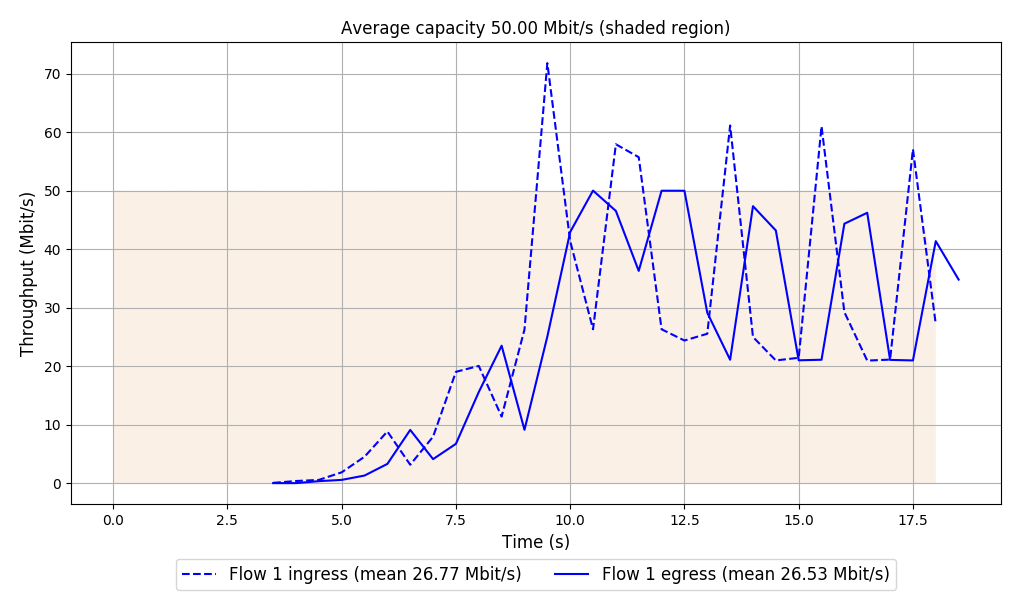 Average capacity 50.00 Mbit/s (shaded region)
Throughput (Mbit/s)
70
60
50
40
30
20
10
0
0.0 2.5 5.0 7.5 10.0 12.5 15.0 17.5
Time (s)
Flow 1 ingress (mean 26.77 Mbit/s) Flow 1 egress (mean 26.53 Mbit/s)